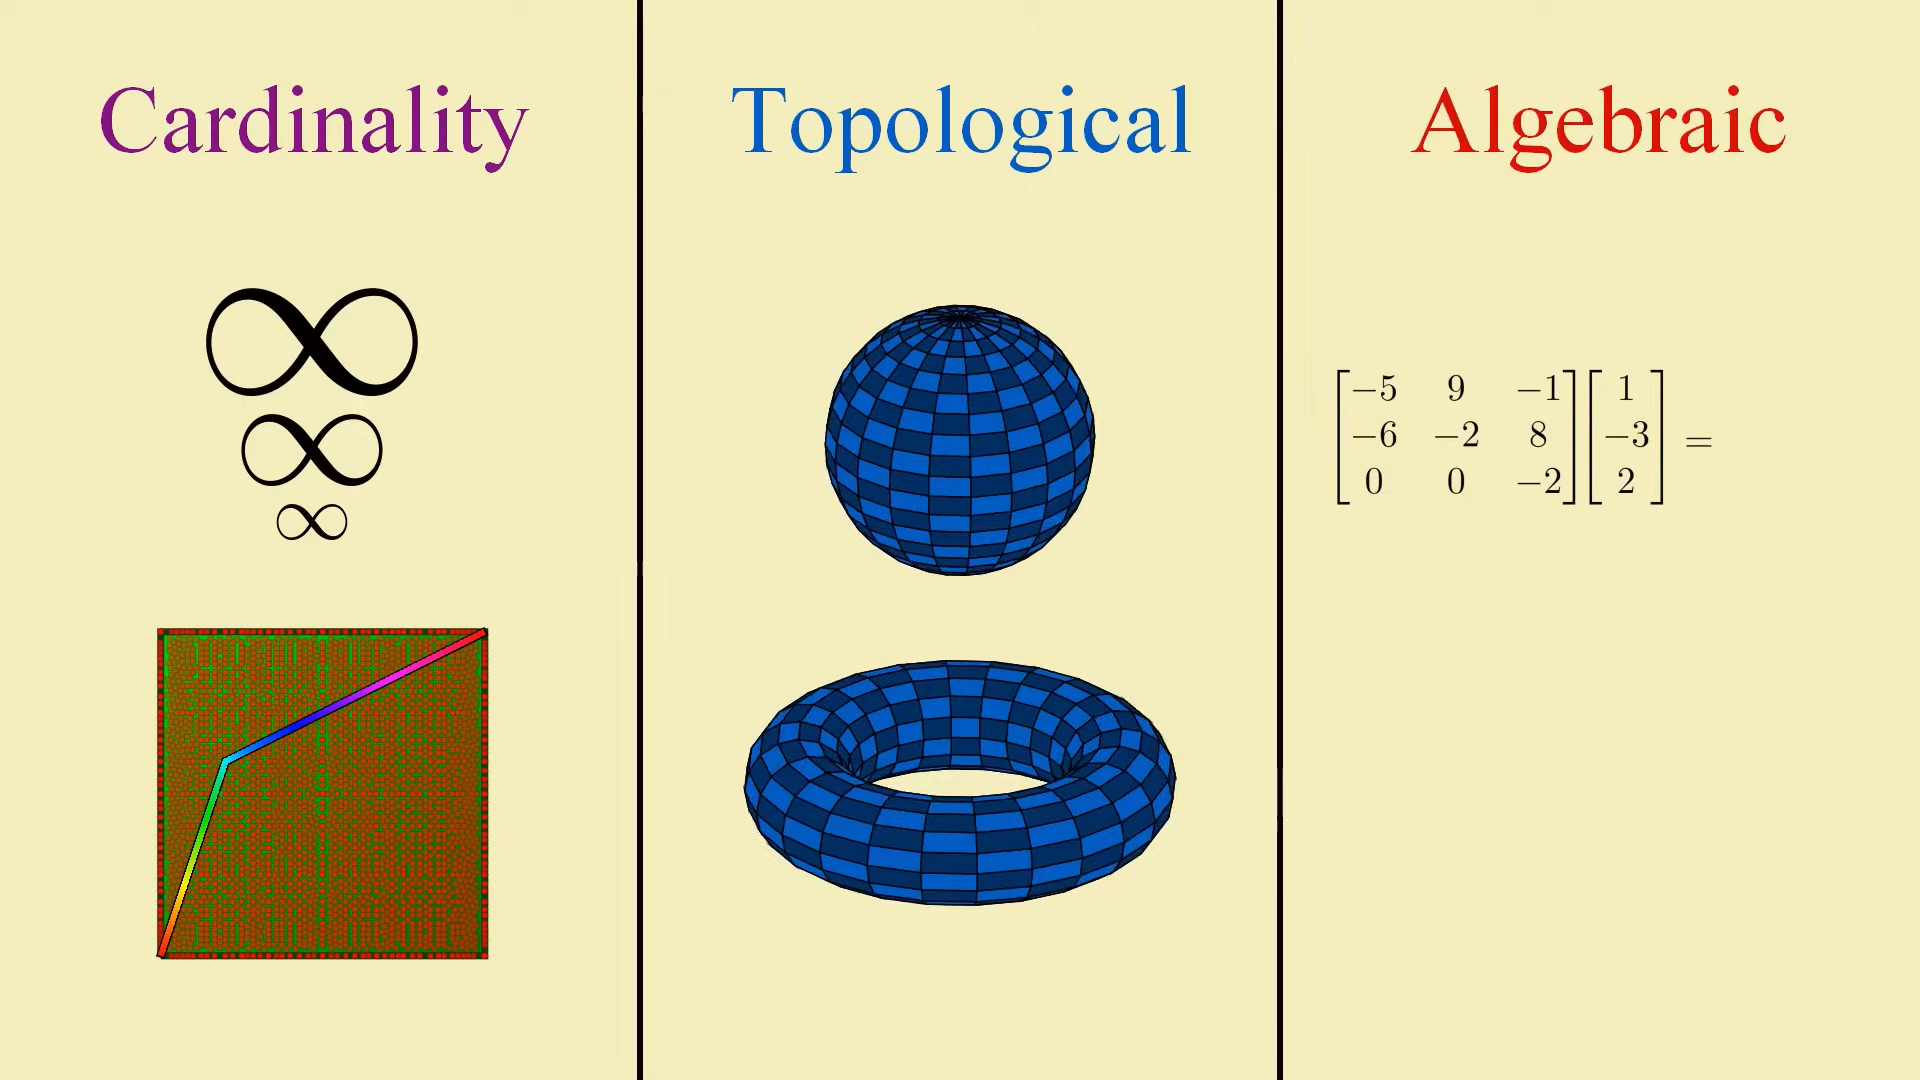 Cardinality
∞
∞
∞
Topological
Algebraic
−5 9 −1 1
−6 −2 8 −3 =
0 0 −2 2